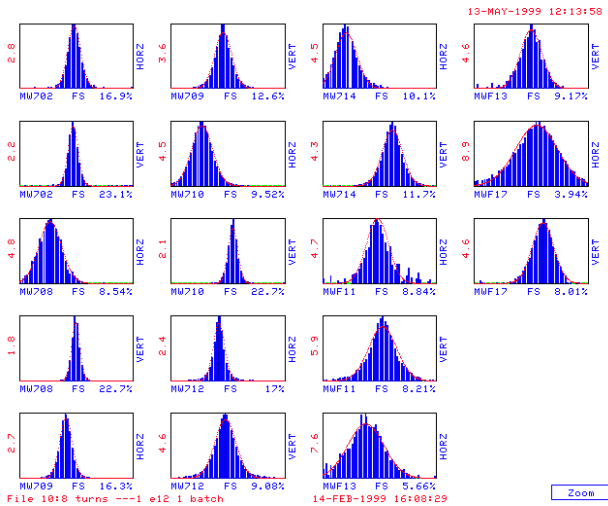 13-MAY-1999 12:13:58
2.8 HORZ 3.6 VERT 4.5 HORZ 4.6 VERT
MW702 FS 16.9% MW709 FS 12.6% MW714 FS 10.1% MWF13 FS 9.17%
2.2 VERT 4.5 HORZ 4.3 VERT 8.9 HORZ
MW702 FS 23.1% MW710 FS 9.52% MW714 FS 11.7% MWF17 FS 3.94%
4.8 HORZ 2.1 VERT 4.7 HORZ 4.6 VERT
MW708 FS 8.54% MW710 FS 22.7% MWF11 FS 8.84% MWF17 FS 8.01%
1.8 VERT 2.4 HORZ 5.9 VERT
MW708 FS 22.7% MW712 FS 17% MWF11 FS 8.21%
2.7 HORZ 4.6 VERT 7.6 HORZ
MW709 FS 16.3% MW712 FS 9.08% MWF13 FS 5.66%
File 10:8 turns ---1 e12 1 batch 14-FEB-1999 16:08:29
Zoom